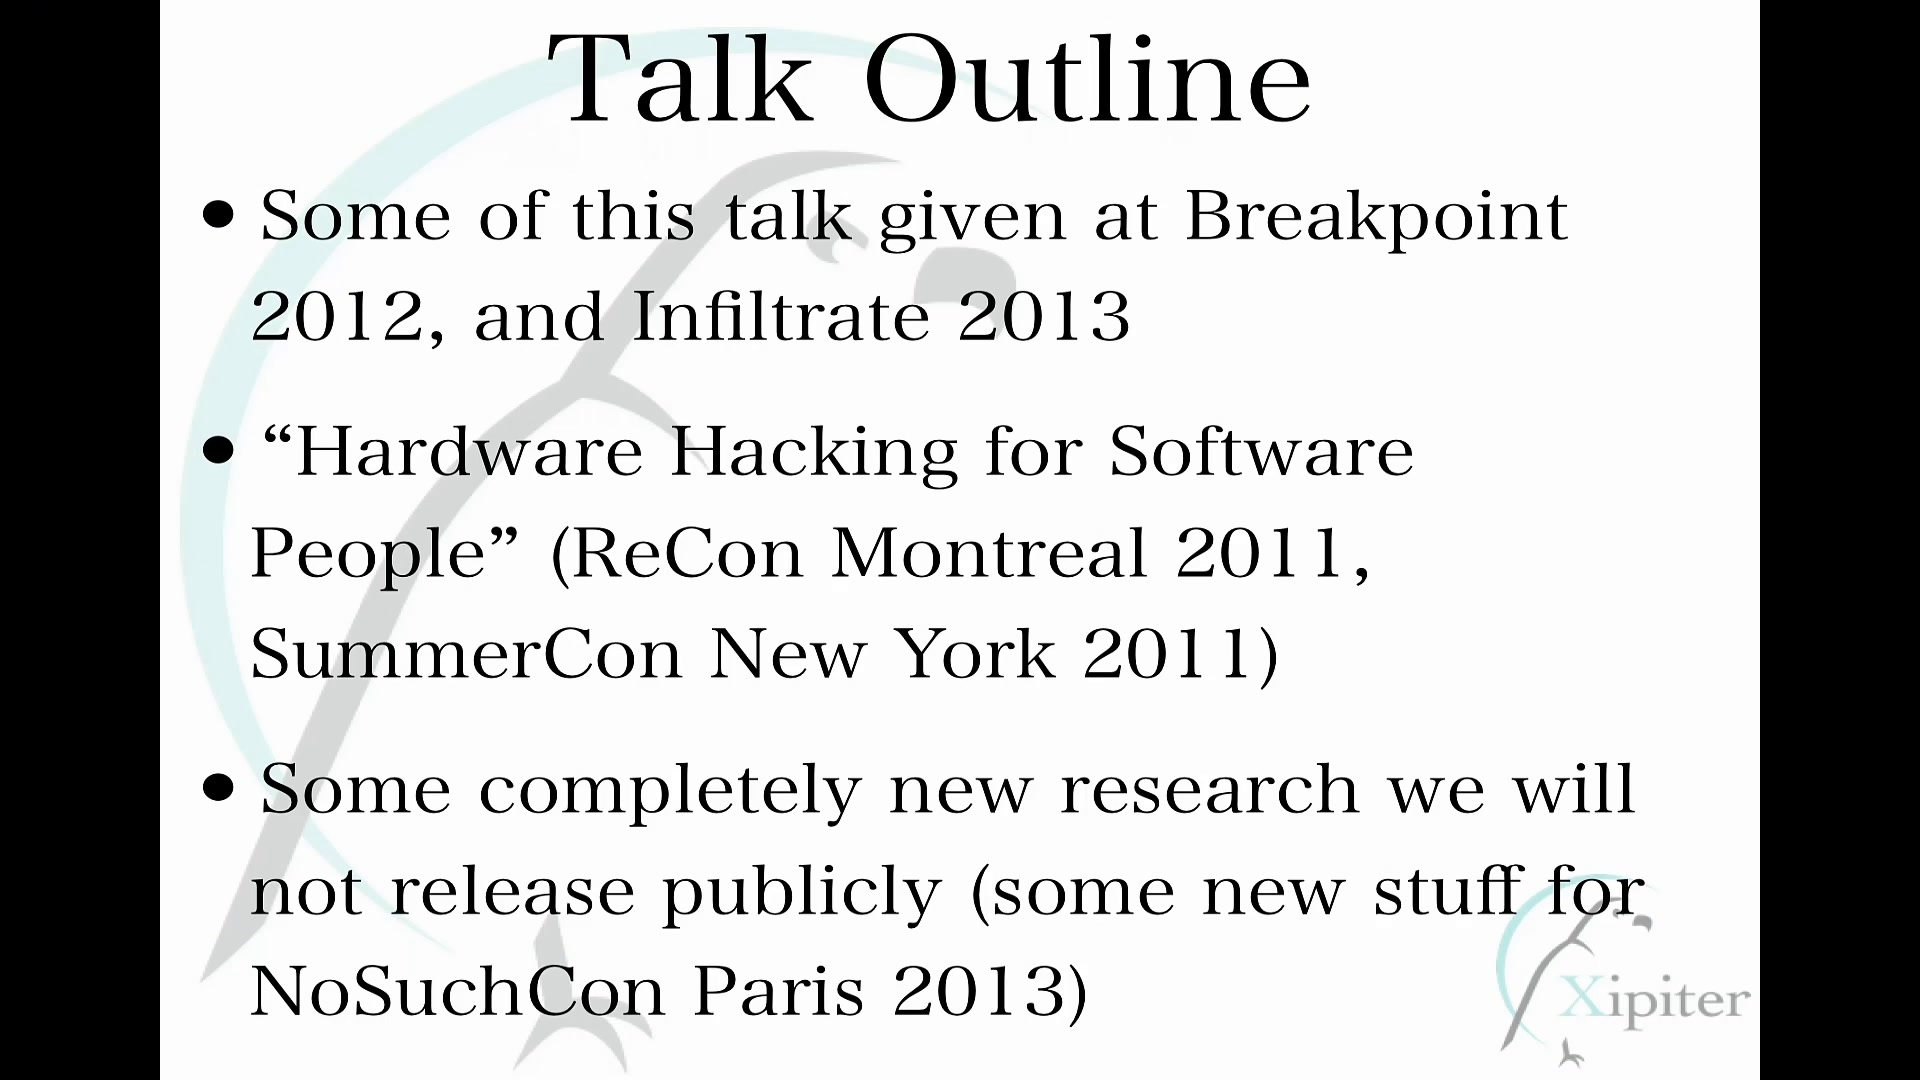 Talk Outline
• Some of this talk given at Breakpoint
2012, and Infiltrate 2013
• “Hardware Hacking for Software
People” (ReCon Montreal 2011,
SummerCon New York 2011)
• Some completely new research we will
not release publicly (some new stuff for
NoSuchCon Paris 2013)
Xipiter